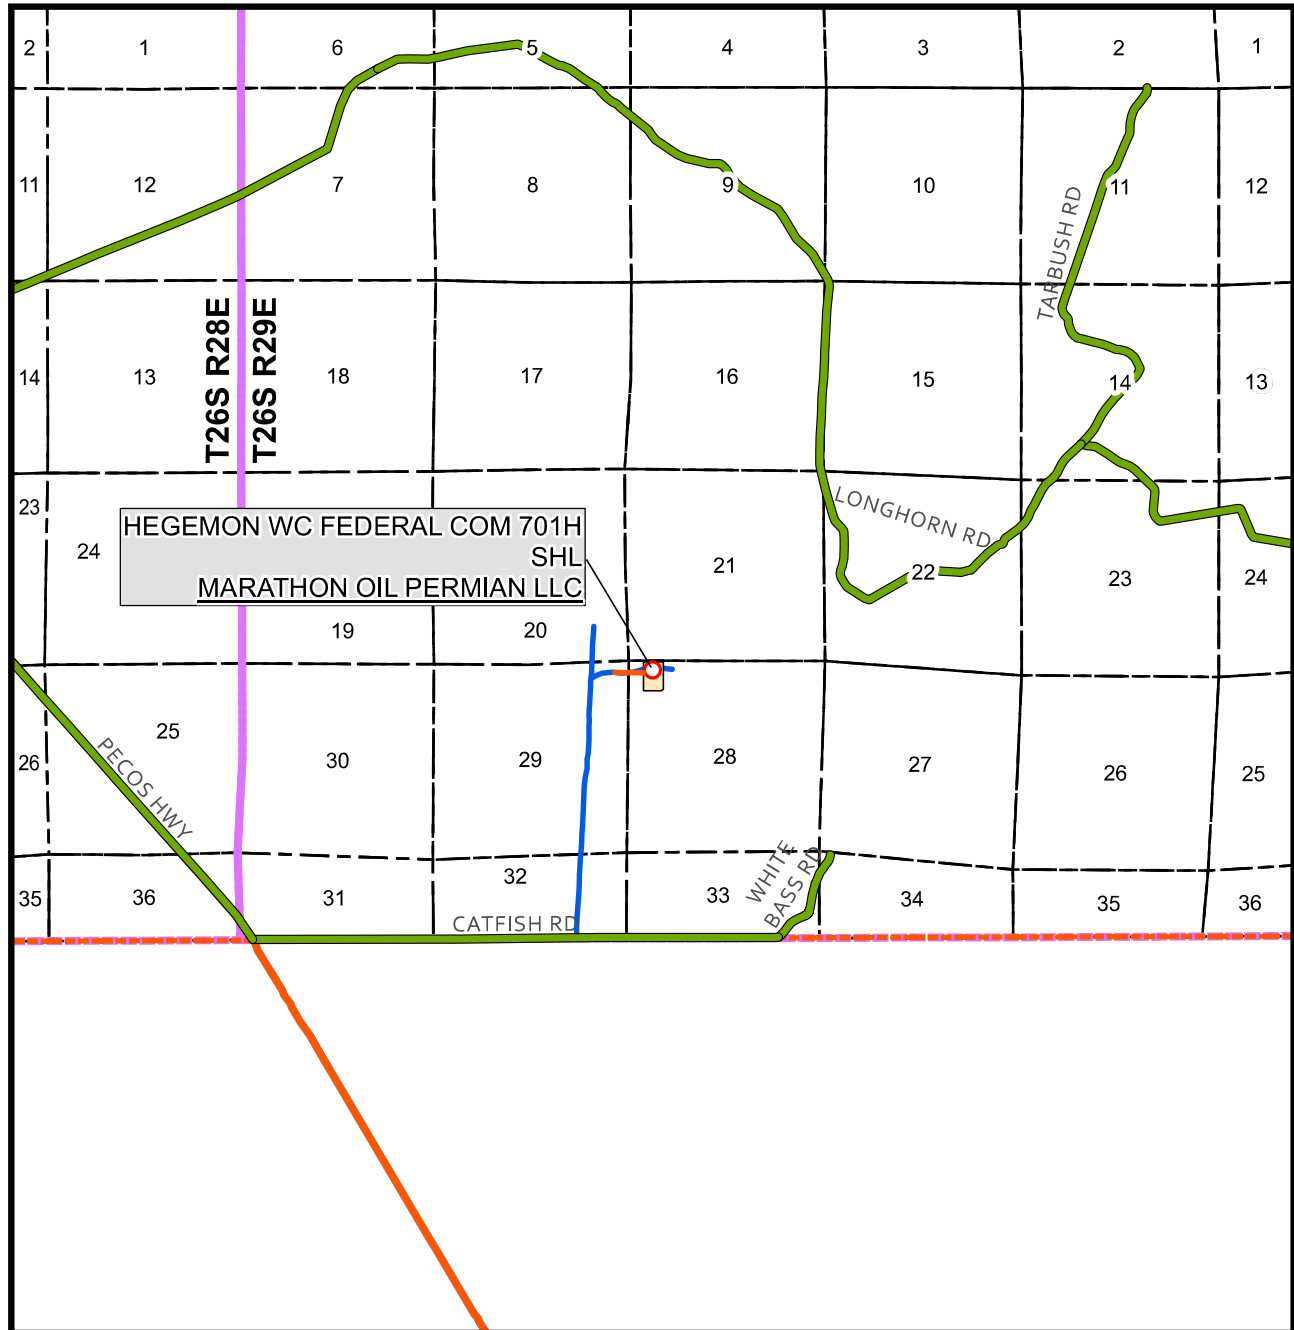 2 1 6 5 4 3 2 1
11 12 7 8 9 10 11 12
TARBUSH RD
T26S R28E
T26S R29E
14 13 18 17 16 15 14 13
23
24
LONGHORN RD
HEGEMON WC FEDERAL COM 701H
SHL
MARATHON OIL PERMIAN LLC
21 22 23 24
19 20
25
26 30 29 28 27 26 25
PECOS HWY
WHITE
BASS RD
35 36 31 32 33 34 35 36
CATFISH RD